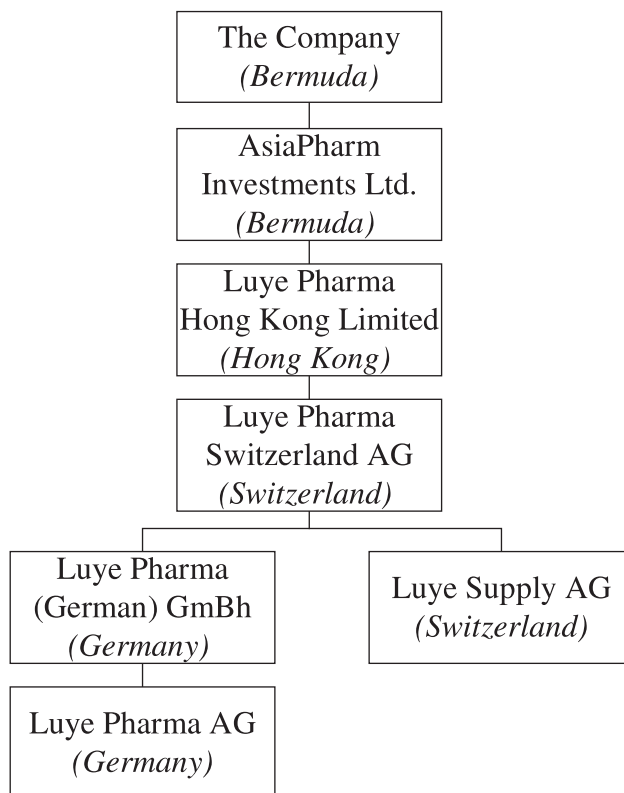 The Company
(Bermuda)
AsiaPharm
Investments Ltd.
(Bermuda)
Luye Pharma
Hong Kong Limited
(Hong Kong)
Luye Pharma
Switzerland AG
(Switzerland)
Luye Pharma
(German) GmBh
(Germany)
Luye Supply AG
(Switzerland)
Luye Pharma AG
(Germany)